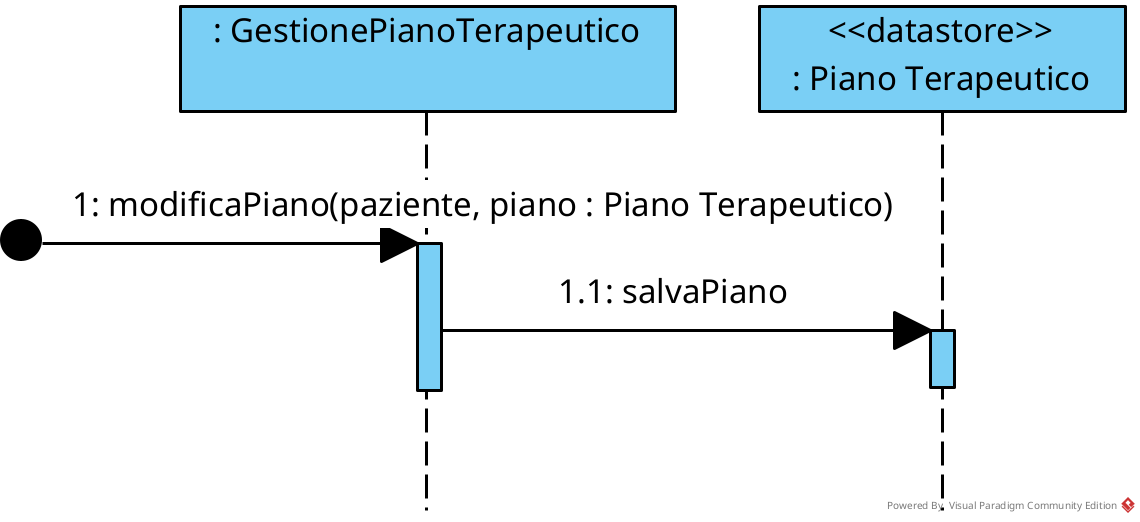 : GestionePianoTerapeutico
<<datastore>>
: Piano Terapeutico
1: modificaPiano(paziente, piano : Piano Terapeutico)
1.1: salvaPiano
Powered By Visual Paradigm Community Edition